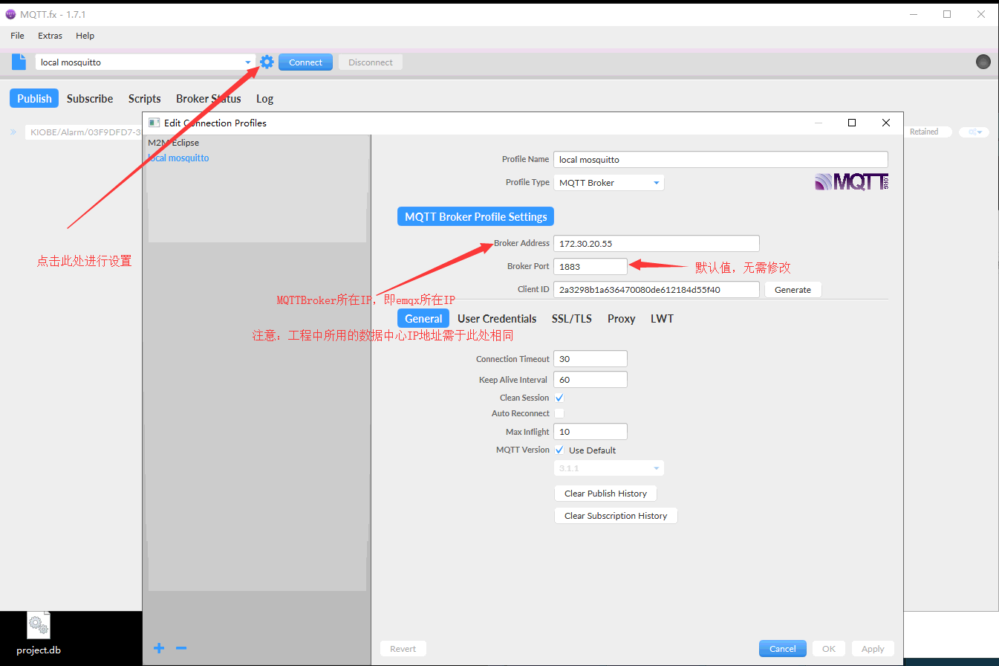 MQTT.fx - 1.7.1
File Extras Help
local mosquitto Connect Disconnect
Publish Subscribe Scripts Broker Status Log
KIOBE/Alarm/03F9DFD7-3 Retained
Edit Connection Profiles
M2M Eclipse
local mosquitto
Profile Name local mosquitto
Profile Type MQTT Broker
MQTT.ORG
MQTT Broker Profile Settings
Broker Address 172.30.20.55
点击此处进行设置
Broker Port 1883
默认值，无需修改
Client ID 2a3298b1a636470080de612184d55f40 Generate
MQTTBroker所在IP，即emqx所在IP
General User Credentials SSL/TLS Proxy LWT
注意：工程中所用的数据中心IP地址需于此处相同
Connection Timeout 30
Keep Alive Interval 60
Clean Session
Auto Reconnect
Max Inflight 10
MQTT Version Use Default
3.1.1
Clear Publish History
Clear Subscription History
project.db
Revert Cancel OK Apply